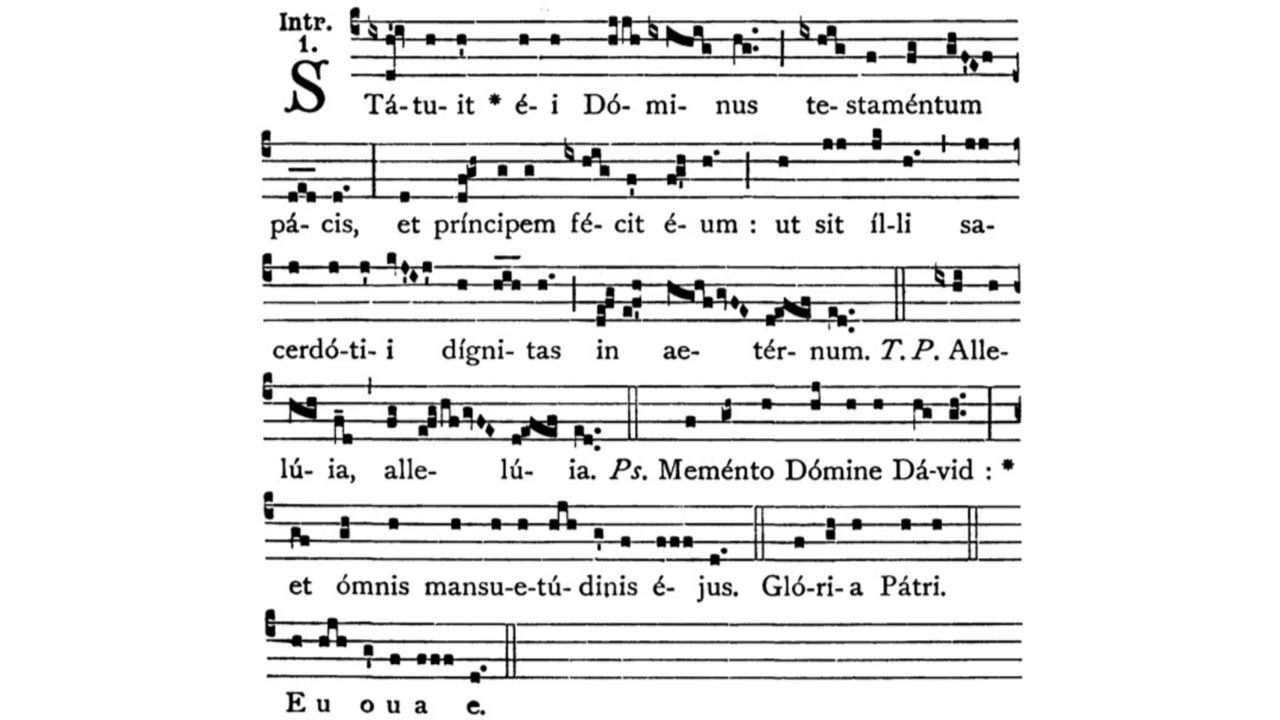 Intr.
1.
STá-tu-it * é-i Dó-mi-nus te-staméntum
pá-cis, et príncipem fé-cit é-um : ut sit íl-li sa-
cerdó-ti-i dígni-tas in ae-tér-num. T. P. Alle-
lú-ia, alle-lú-ia. Ps. Meménto Dómine Dá-vid : *
et ómnis mansu-e-tú-dinis é-jus. Gló-ri-a Pátri.
E u o u a e.